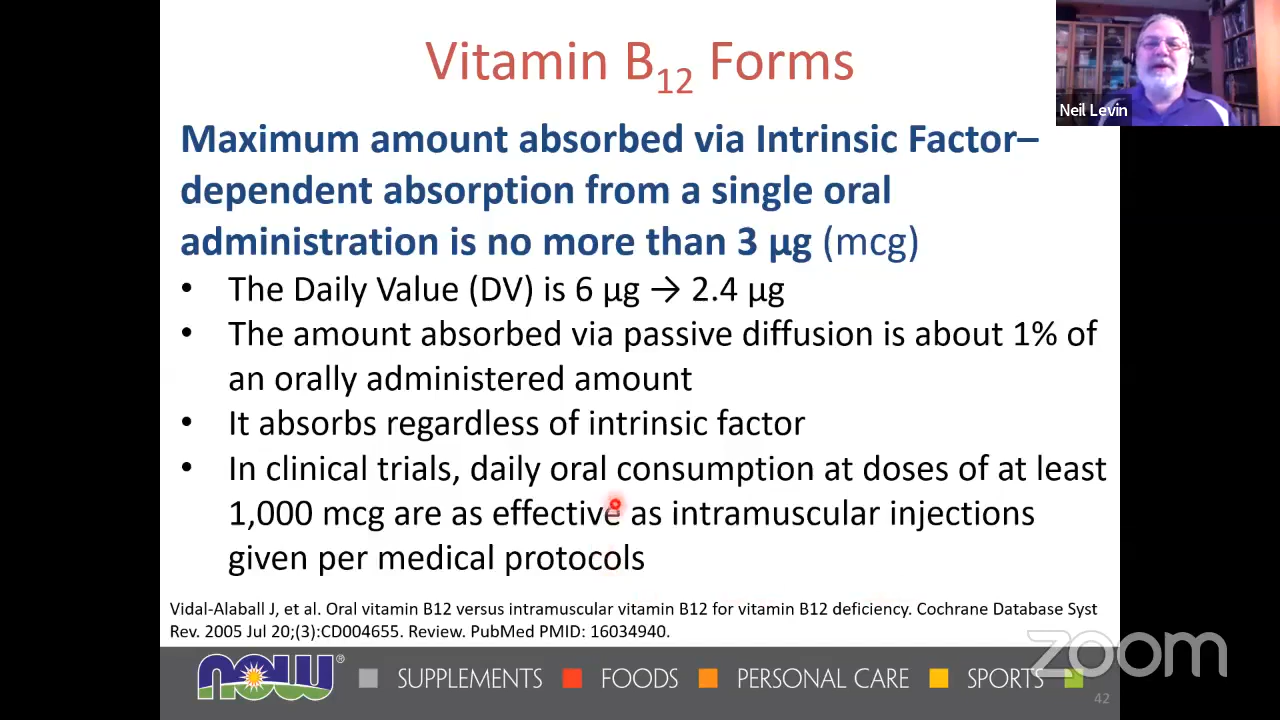 Vitamin B12 Forms
Neil Levin
Maximum amount absorbed via Intrinsic Factor–
dependent absorption from a single oral
administration is no more than 3 µg (mcg)
• The Daily Value (DV) is 6 µg → 2.4 µg
• The amount absorbed via passive diffusion is about 1% of
an orally administered amount
• It absorbs regardless of intrinsic factor
• In clinical trials, daily oral consumption at doses of at least
1,000 mcg are as effective as intramuscular injections
given per medical protocols
Vidal-Alaball J, et al. Oral vitamin B12 versus intramuscular vitamin B12 for vitamin B12 deficiency. Cochrane Database Syst
Rev. 2005 Jul 20;(3):CD004655. Review. PubMed PMID: 16034940.
NOW® SUPPLEMENTS FOODS PERSONAL CARE SPORTS
zoom
42